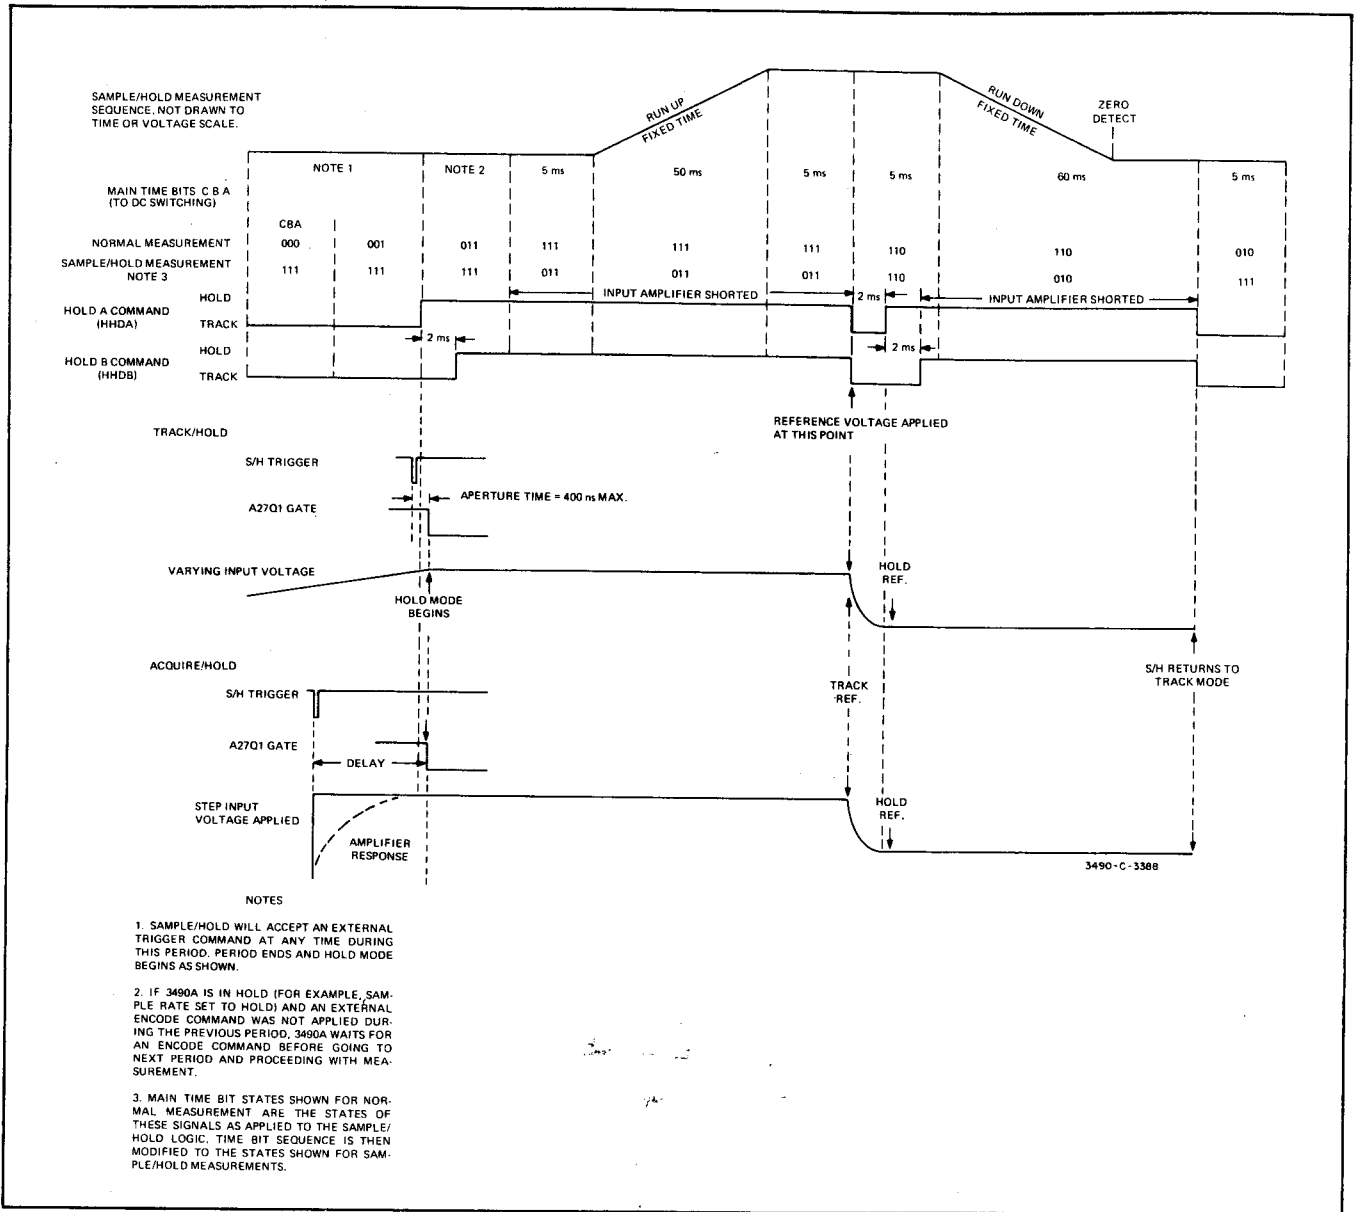 SAMPLE/HOLD MEASUREMENT
SEQUENCE. NOT DRAWN TO
TIME OR VOLTAGE SCALE.
RUN UP
FIXED TIME
RUN DOWN
FIXED TIME
ZERO
DETECT
NOTE 1 NOTE 2 5 ms 50 ms 5 ms 5 ms 60 ms 5 ms
MAIN TIME BITS C B A
(TO DC SWITCHING)
CBA
NORMAL MEASUREMENT 000 001 011 111 111 111 110 110 010
SAMPLE/HOLD MEASUREMENT
NOTE 3
111 111 111 011 011 011 110 010 111
INPUT AMPLIFIER SHORTED 2 ms INPUT AMPLIFIER SHORTED
HOLD A COMMAND
(HHDA)
HOLD
TRACK
2 ms 2 ms
HOLD B COMMAND
(HHDB)
HOLD
TRACK
REFERENCE VOLTAGE APPLIED
AT THIS POINT
TRACK/HOLD
S/H TRIGGER
APERTURE TIME = 400 ns MAX.
A27Q1 GATE
VARYING INPUT VOLTAGE
HOLD MODE
BEGINS
HOLD
REF.
ACQUIRE/HOLD
S/H TRIGGER
TRACK
REF.
S/H RETURNS TO
TRACK MODE
A27Q1 GATE
DELAY
STEP INPUT
VOLTAGE APPLIED
AMPLIFIER
RESPONSE
HOLD
REF.
3490-C-3388
NOTES
1. SAMPLE/HOLD WILL ACCEPT AN EXTERNAL
TRIGGER COMMAND AT ANY TIME DURING
THIS PERIOD. PERIOD ENDS AND HOLD MODE
BEGINS AS SHOWN.
2. IF 3490A IS IN HOLD (FOR EXAMPLE, SAM-
PLE RATE SET TO HOLD) AND AN EXTERNAL
ENCODE COMMAND WAS NOT APPLIED DUR-
ING THE PREVIOUS PERIOD, 3490A WAITS FOR
AN ENCODE COMMAND BEFORE GOING TO
NEXT PERIOD AND PROCEEDING WITH MEA-
SUREMENT.
3. MAIN TIME BIT STATES SHOWN FOR NOR-
MAL MEASUREMENT ARE THE STATES OF
THESE SIGNALS AS APPLIED TO THE SAMPLE/
HOLD LOGIC. TIME BIT SEQUENCE IS THEN
MODIFIED TO THE STATES SHOWN FOR SAM-
PLE/HOLD MEASUREMENTS.